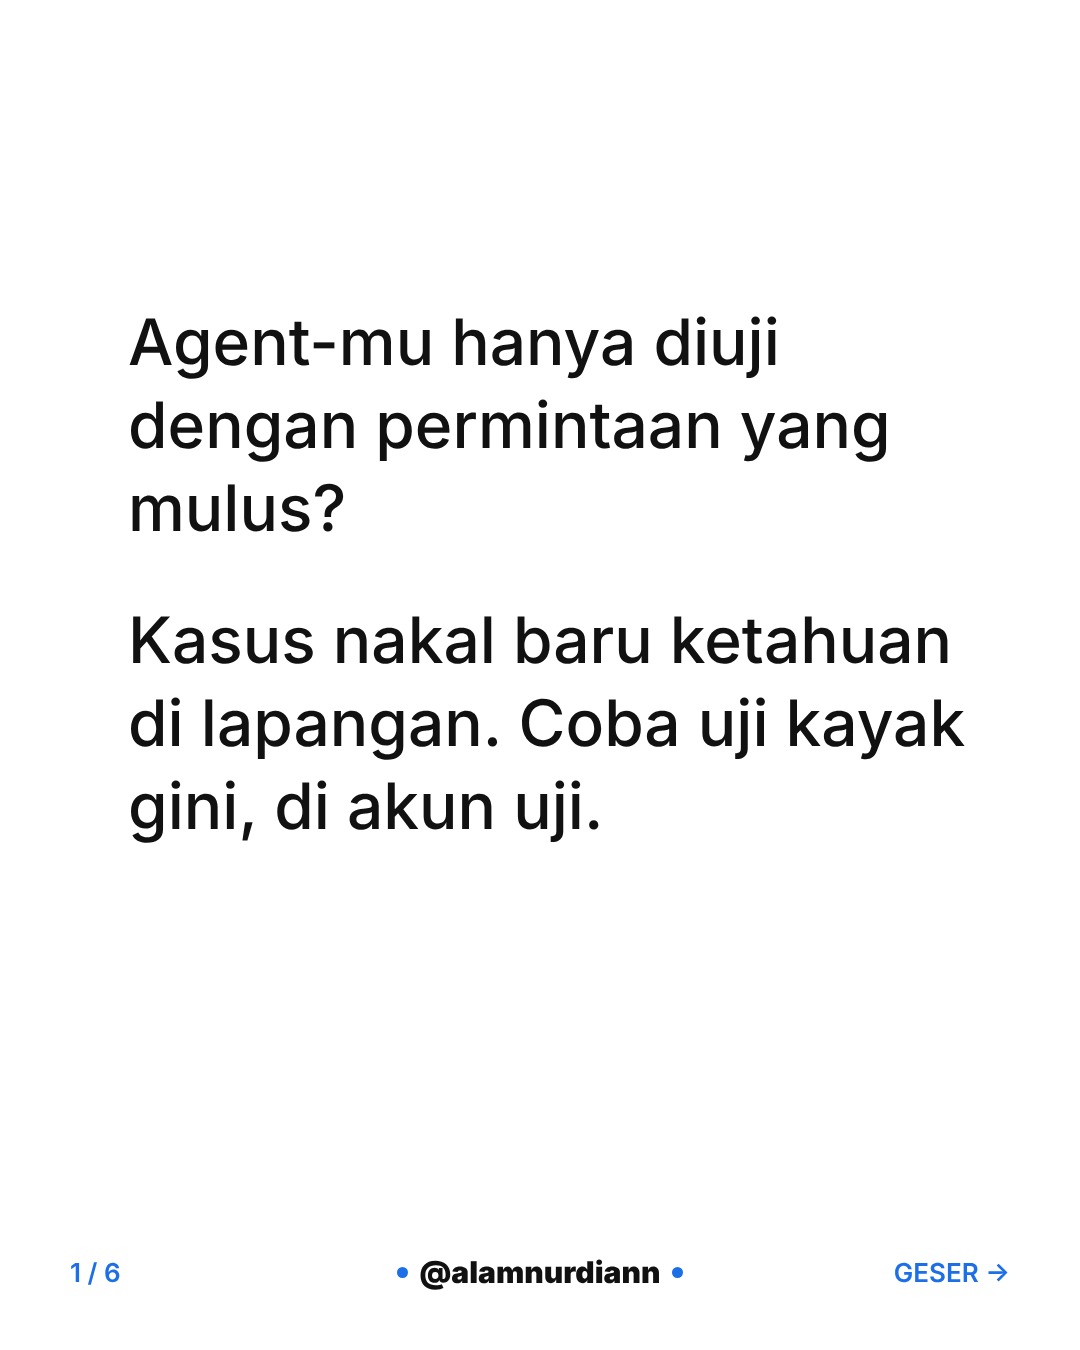 Agent-mu hanya diuji
dengan permintaan yang
mulus?
Kasus nakal baru ketahuan
di lapangan. Coba uji kayak
gini, di akun uji.
1 / 6
• @alamnurdiann •
GESER →